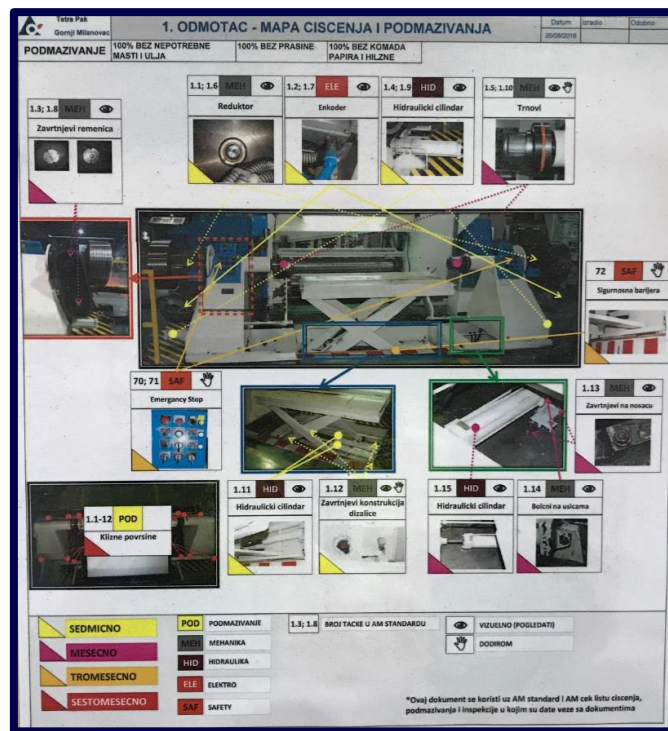 Tetra Pak
Gornji Milanovac
1. ODMOTAC - MAPA CISCENJA I PODMAZIVANJA
Datum
Izradio
Odobrio
PODMAZIVANJE
100% BEZ NEPOTREBNE
MASTI I ULJA
100% BEZ PRASINE
100% BEZ KOMADA
PAPIRA I HILZNE
1.3; 1.8 MEH
Zavrtnjevi remenica
1.1; 1.6 MEH
Reduktor
1.2; 1.7 ELE
Enkoder
1.4; 1.9 HID
Hidraulicki cilindar
1.5; 1.10 MEH
Trnovi
72 SAF
Sigurnosna barijera
70; 71 SAF
Emergancy Stop
1.13 MEH
Zavrtnjevi na nosacu
1.11 HID
Hidraulicki cilindar
1.12 MEH
Zavrtnjevi konstrukcija
dizalice
1.15 HID
Hidraulicki cilindar
1.14 MEH
Bolcni na usicama
1.1-12 POD
Klizne povrsine
SEDMICNO
MESECNO
TROMESECNO
SESTOMESECNO
POD PODMAZIVANJE
MEH MEHANIKA
HID HIDRAULIKA
ELE ELEKTRO
SAF SAFETY
1.3; 1.8 BROJ TACKE U AM STANDARDU
VIZUELNO (POGLEDATI)
DODIROM
*Ovaj dokument se koristi uz AM standard i AM cek listu ciscenja,
podmazivanja i inspekcije u kojim su date veze sa dokumentima